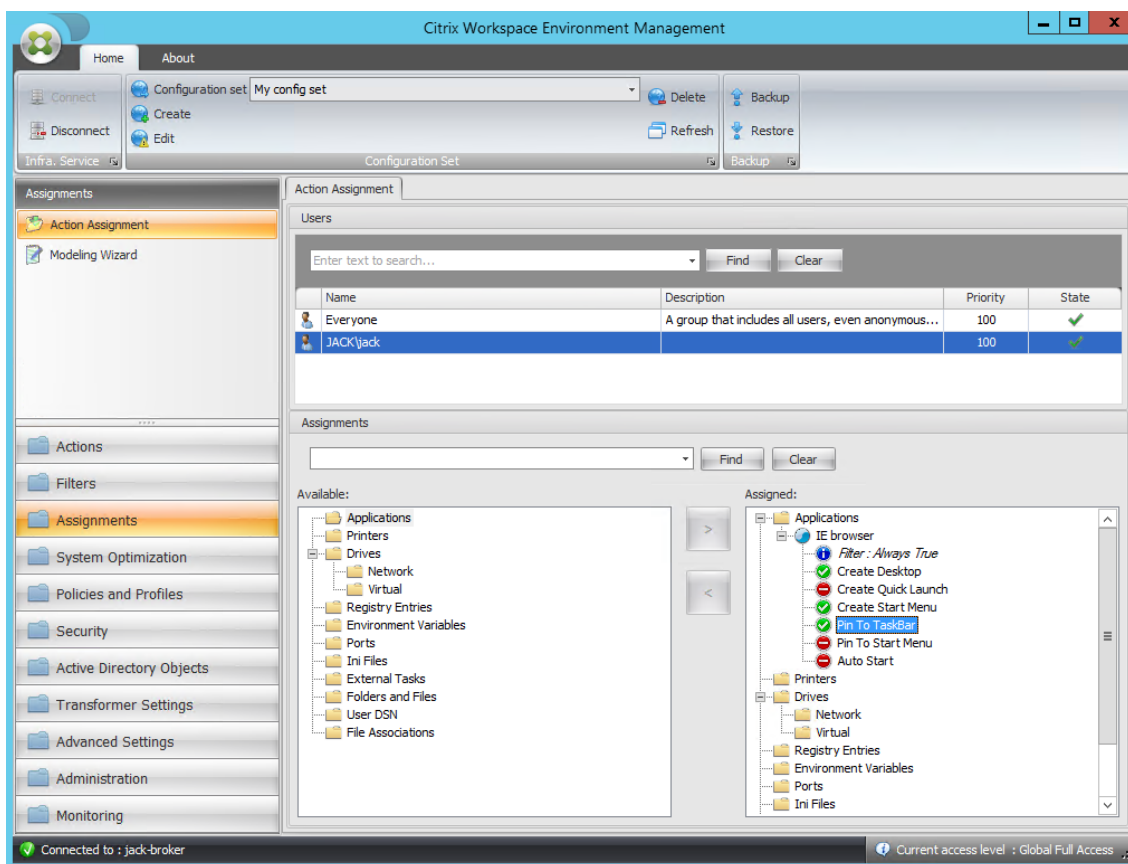 Citrix Workspace Environment Management
X
Home About
Connect
Disconnect
Infra. Service
Configuration set My config set
Create
Edit
Delete
Refresh
Configuration Set
Backup
Restore
Backup
Assignments
Action Assignment
Modeling Wizard
Actions
Filters
Assignments
System Optimization
Policies and Profiles
Security
Active Directory Objects
Transformer Settings
Advanced Settings
Administration
Monitoring
Action Assignment
Users
Enter text to search... Find Clear
Name Description Priority State
Everyone A group that includes all users, even anonymous... 100
JACK\jack 100
Assignments
Find Clear
Available:
Applications
Printers
Drives
Network
Virtual
Registry Entries
Environment Variables
Ports
Ini Files
External Tasks
Folders and Files
User DSN
File Associations
>
<
Assigned:
Applications
IE browser
Filter : Always True
Create Desktop
Create Quick Launch
Create Start Menu
Pin To TaskBar
Pin To Start Menu
Auto Start
Printers
Drives
Network
Virtual
Registry Entries
Environment Variables
Ports
Ini Files
Connected to : jack-broker Current access level : Global Full Access